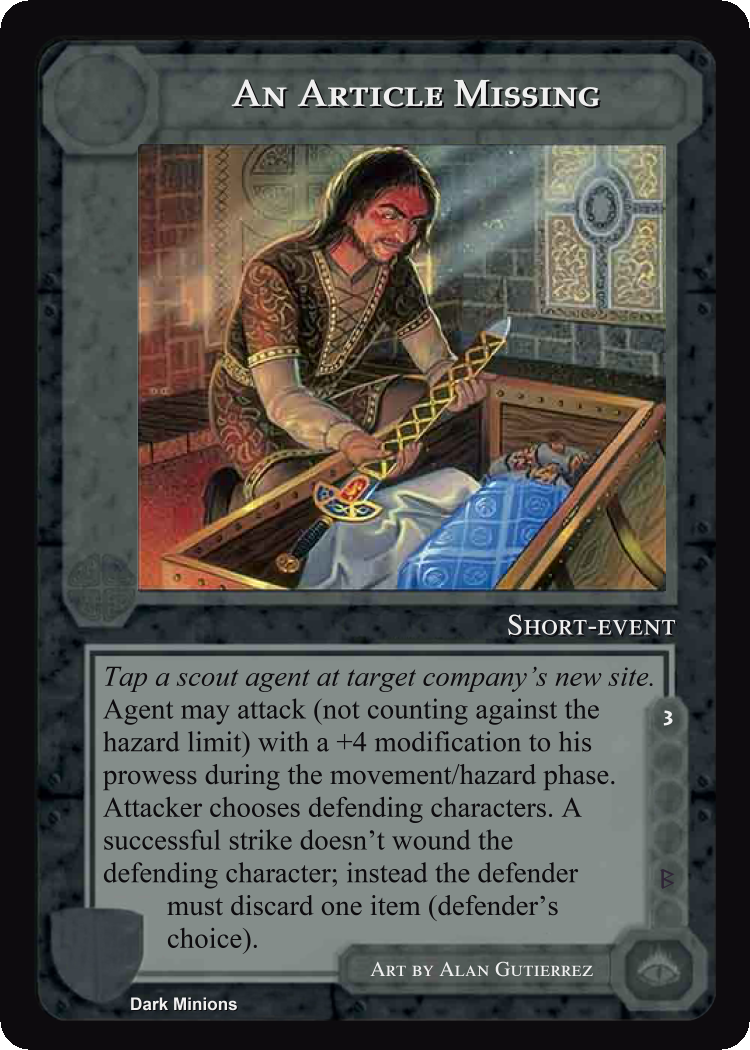 An Article Missing
Short-event
Tap a scout agent at target company's new site.
Agent may attack (not counting against the
hazard limit) with a +4 modification to his
prowess during the movement/hazard phase.
Attacker chooses defending characters. A
successful strike doesn't wound the
defending character; instead the defender
must discard one item (defender's
choice).
3
ᛒ
Art by Alan Gutierrez
Dark Minions